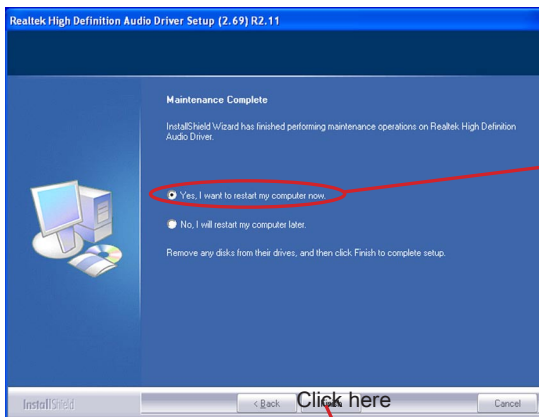 Realtek High Definition Audio Driver Setup (2.69) R2.11
Maintenance Complete
InstallShield Wizard has finished performing maintenance operations on Realtek High Definition
Audio Driver.
Yes, I want to restart my computer now.
No, I will restart my computer later.
Remove any disks from their drives, and then click Finish to complete setup.
InstallShield
< Back
Click here
Cancel